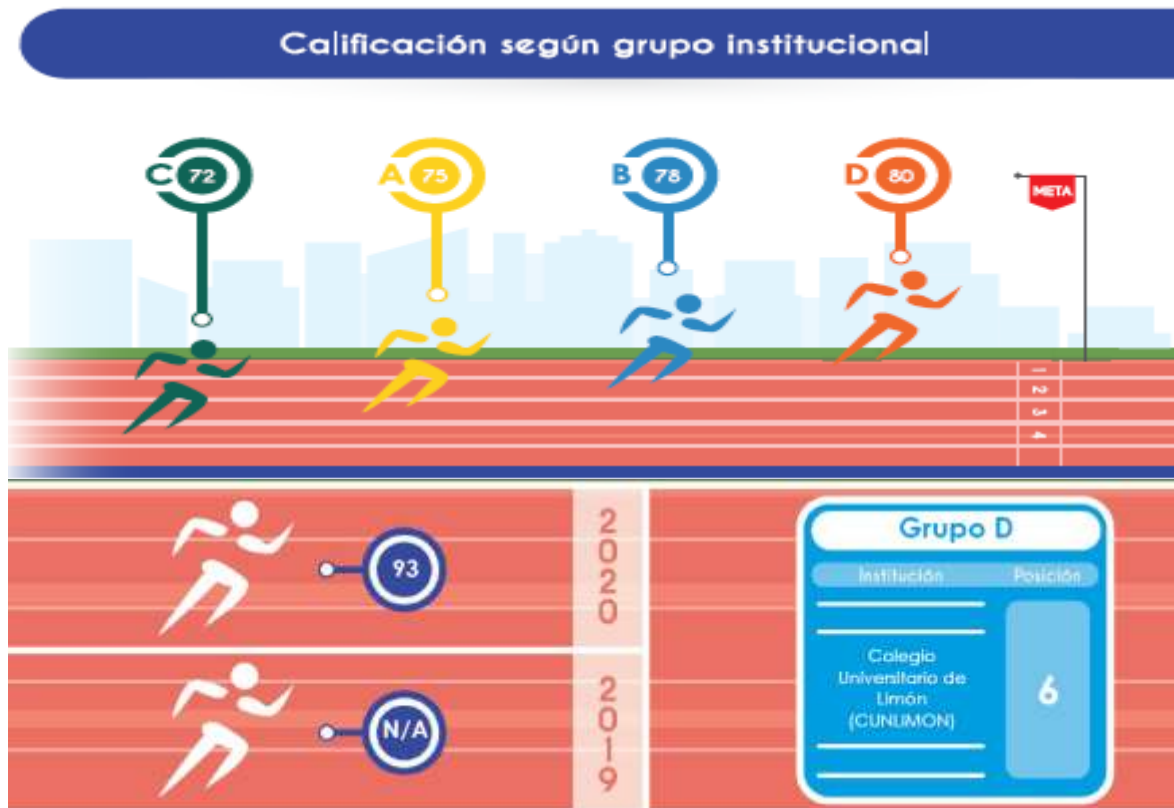 Calificación según grupo institucional
C 72
A 75
B 78
D 80
META
1
2
3
4
93
2020
N/A
2019
Grupo D
Institución Posición
Colegio
Universitario de
Limón
(CUNLIMON)
6